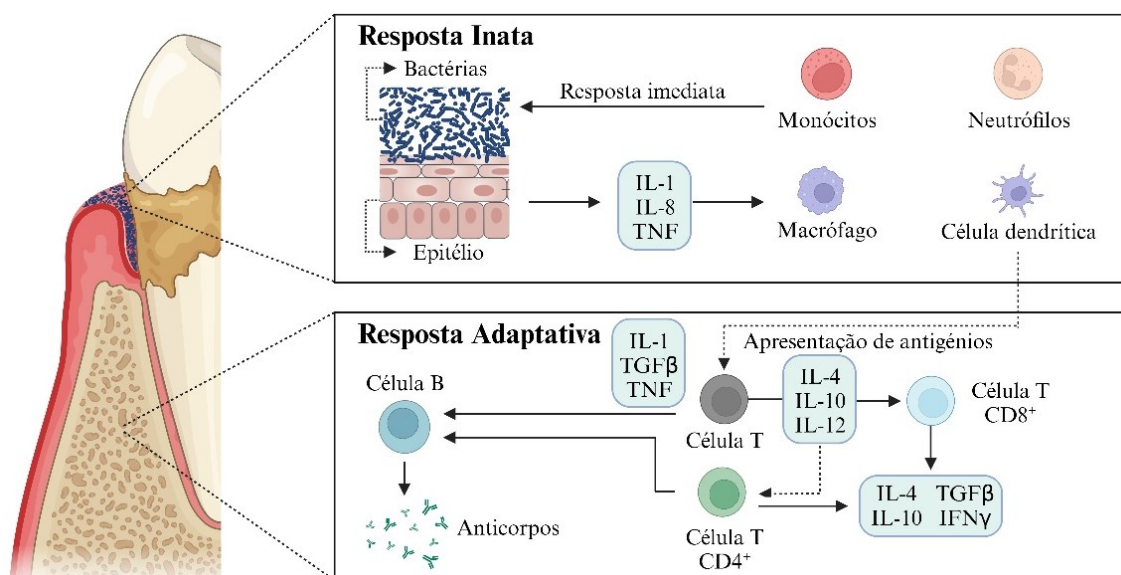 Resposta Inata
Bactérias
Resposta imediata
Monócitos
Neutrófilos
IL-1
IL-8
TNF
Macrófago
Célula dendrítica
Epitélio
Resposta Adaptativa
IL-1
TGFβ
TNF
Apresentação de antigénios
Célula B
Célula T
IL-4
IL-10
IL-12
Célula T
CD8⁺
Anticorpos
Célula T
CD4⁺
IL-4 TGFβ
IL-10 IFNγ